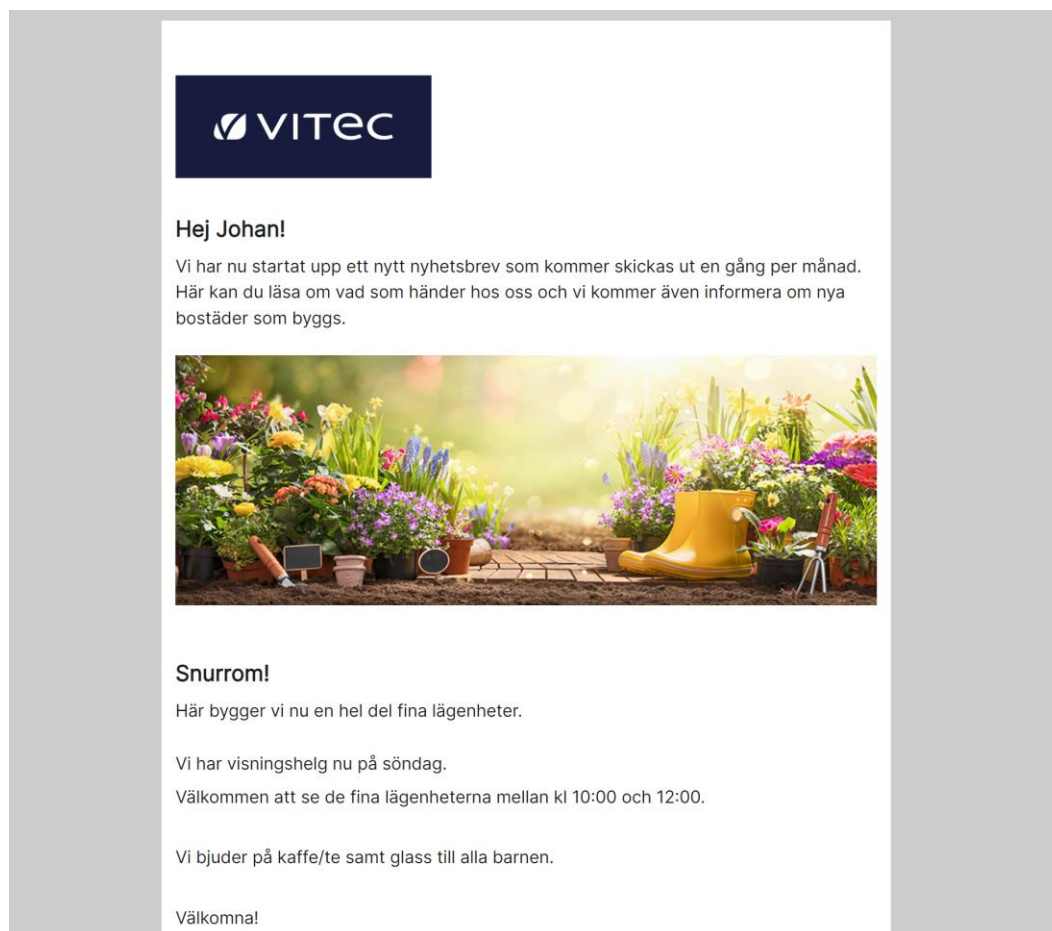 VITEC
Hej Johan!
Vi har nu startat upp ett nytt nyhetsbrev som kommer skickas ut en gång per månad.
Här kan du läsa om vad som händer hos oss och vi kommer även informera om nya
bostäder som byggs.
Snurrom!
Här bygger vi nu en hel del fina lägenheter.
Vi har visningshelg nu på söndag.
Välkommen att se de fina lägenheterna mellan kl 10:00 och 12:00.
Vi bjuder på kaffe/te samt glass till alla barnen.
Välkomna!